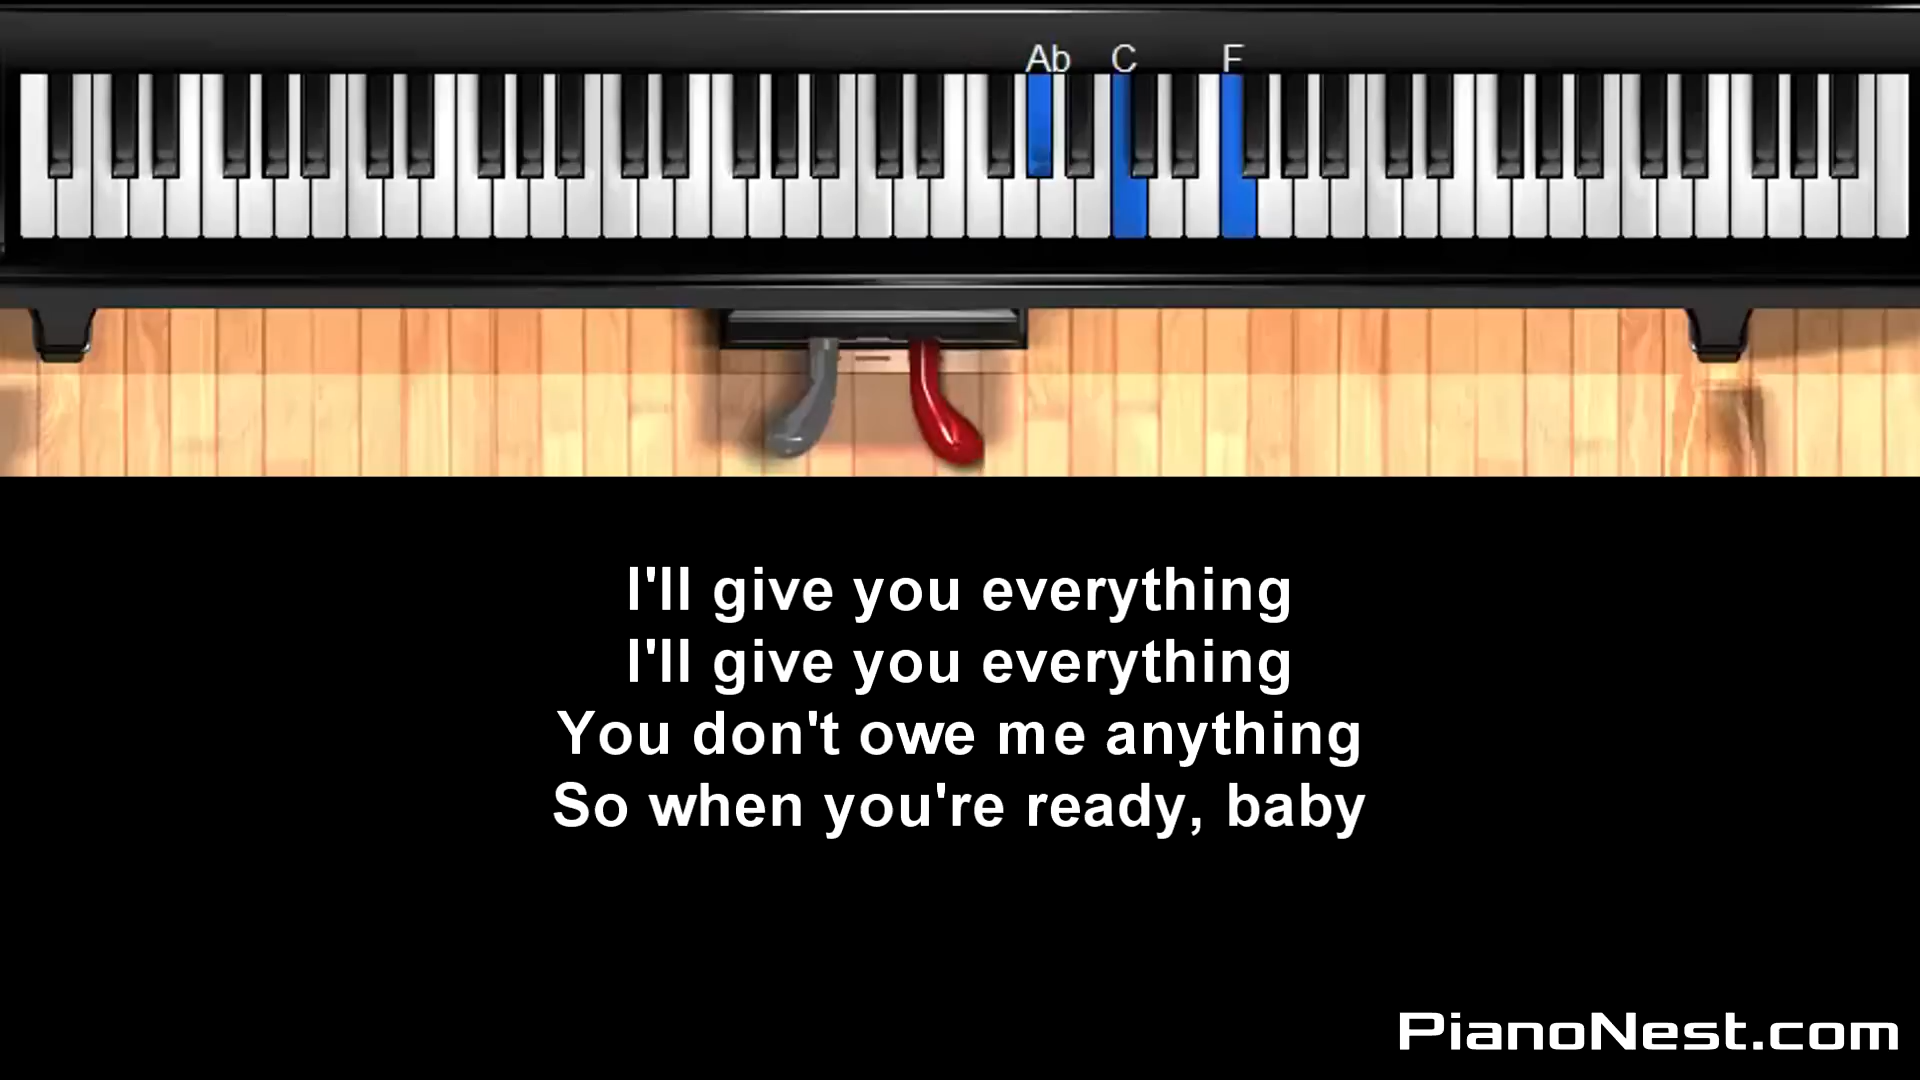 Ab C F
I'll give you everything
I'll give you everything
You don't owe me anything
So when you're ready, baby
PianoNest.com